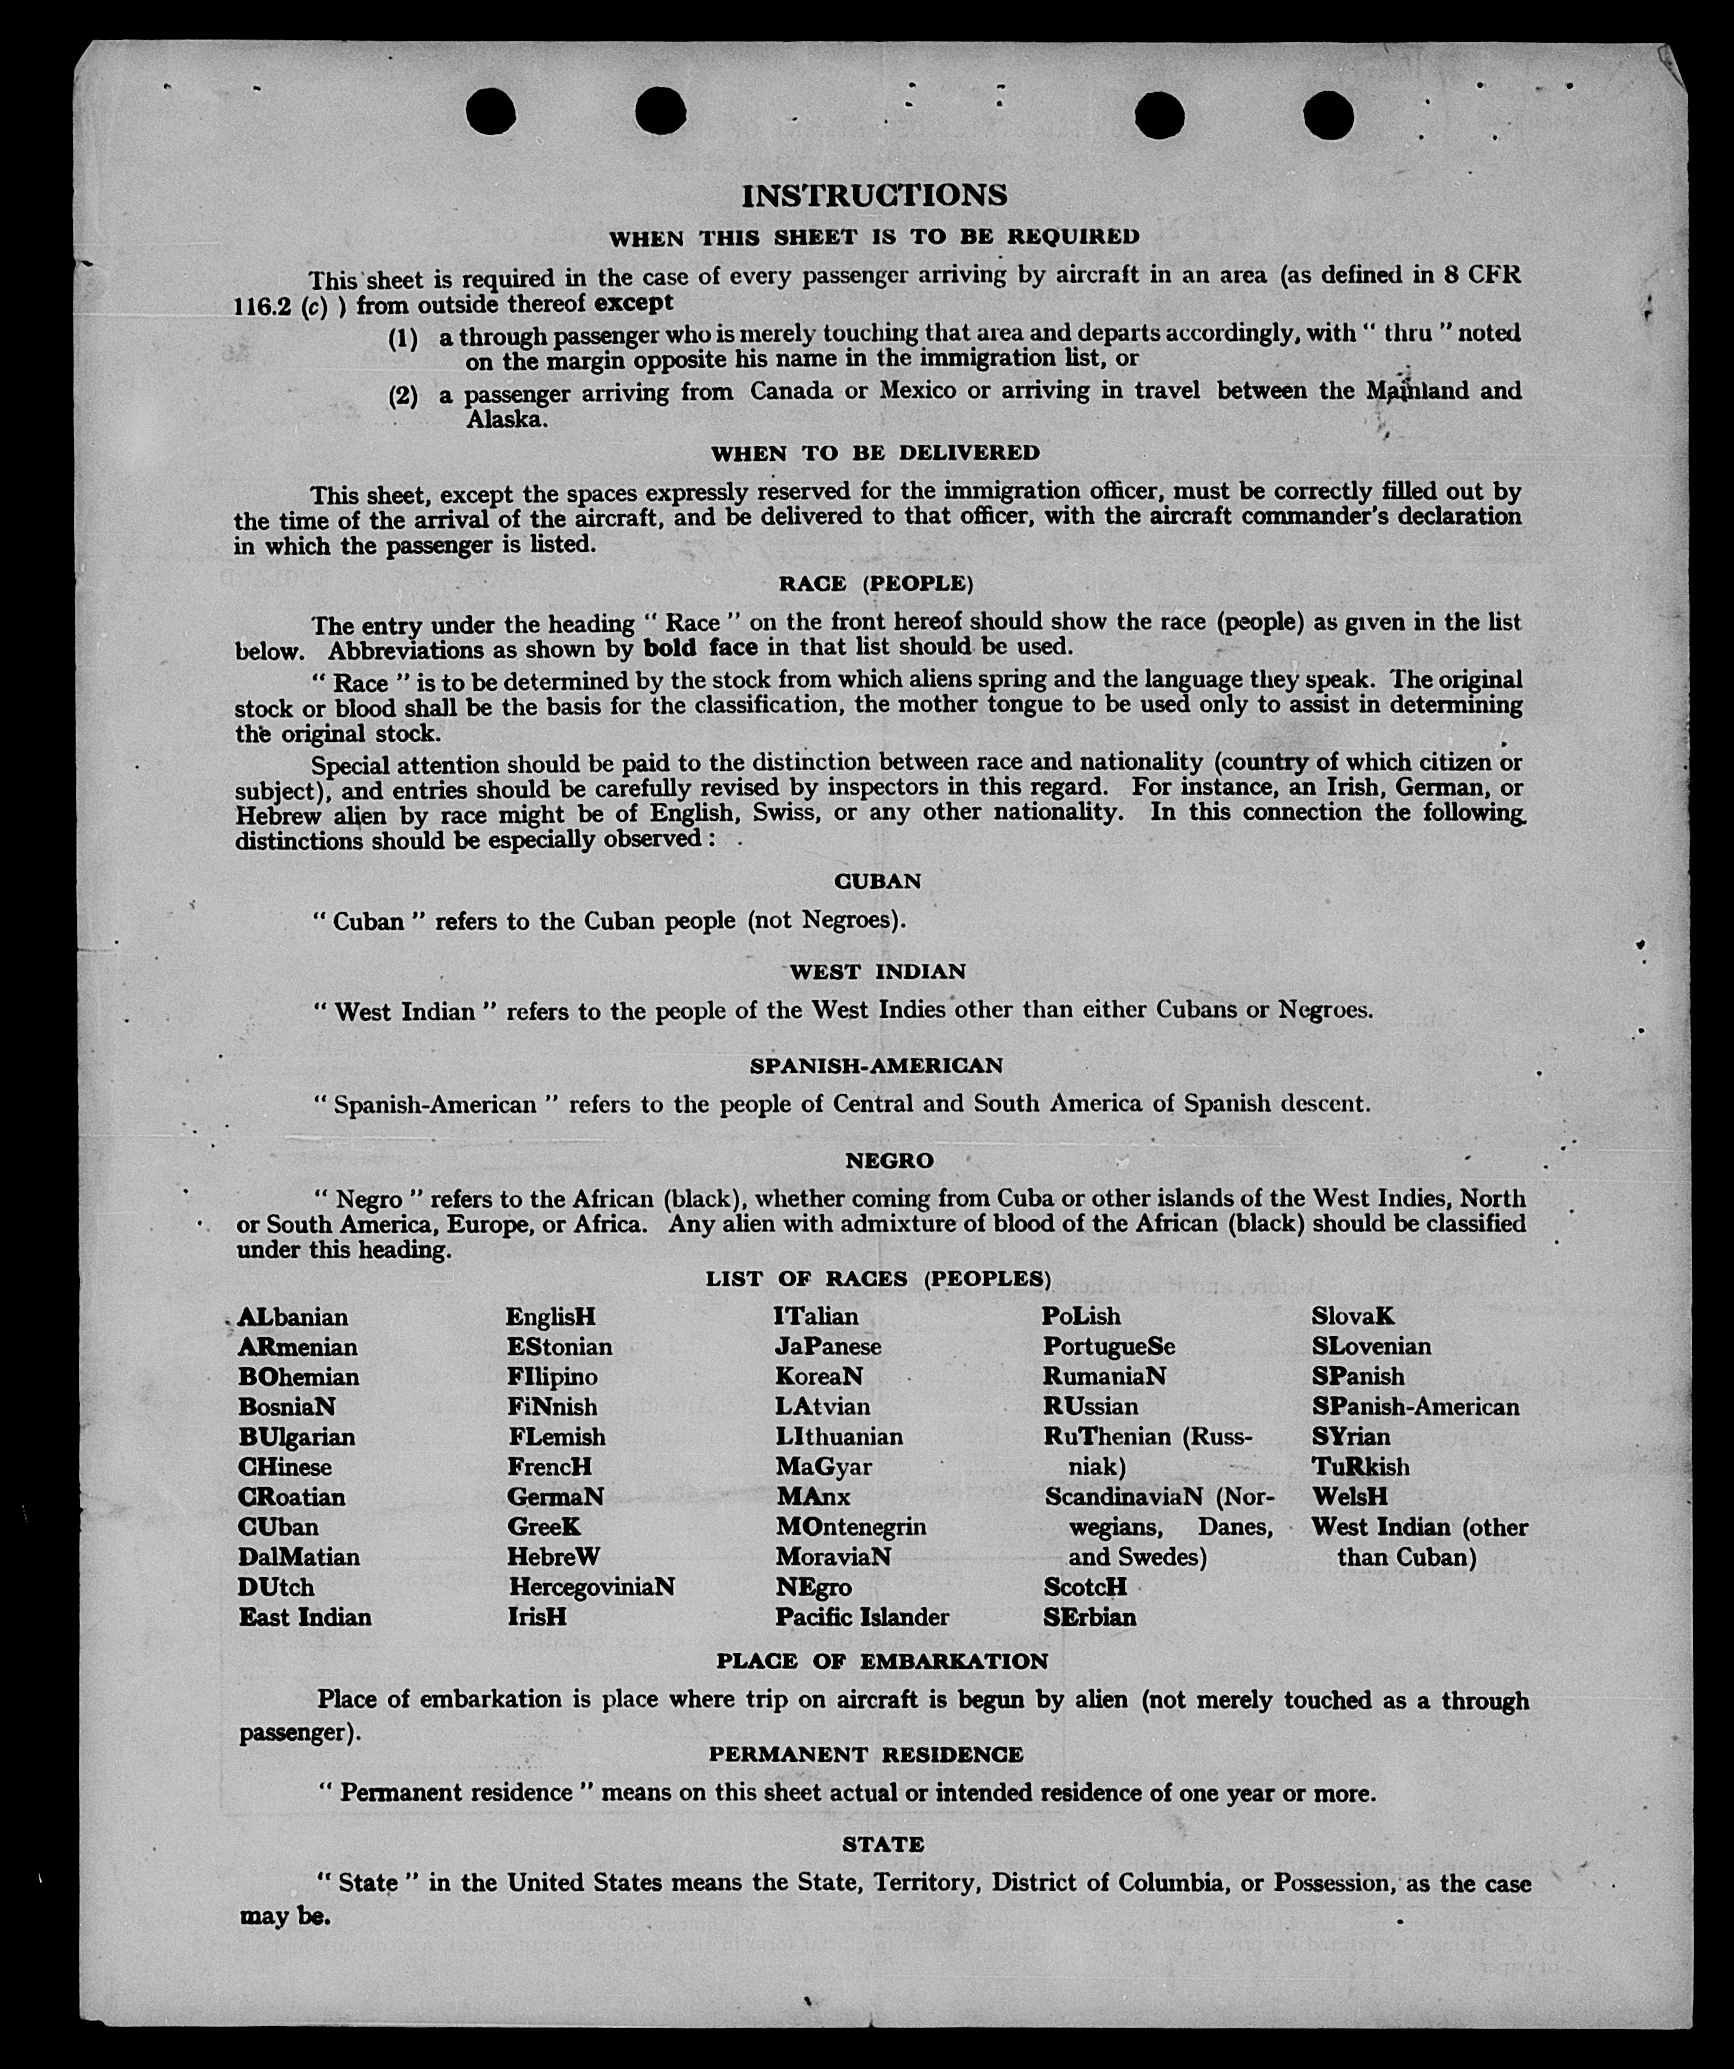 INSTRUCTIONS
WHEN THIS SHEET IS TO BE REQUIRED
This sheet is required in the case of every passenger arriving by aircraft in an area (as defined in 8 CFR
116.2 (c) ) from outside thereof except
(1) a through passenger who is merely touching that area and departs accordingly, with " thru " noted
on the margin opposite his name in the immigration list, or
(2) a passenger arriving from Canada or Mexico or arriving in travel between the Mainland and
Alaska.
WHEN TO BE DELIVERED
This sheet, except the spaces expressly reserved for the immigration officer, must be correctly filled out by
the time of the arrival of the aircraft, and be delivered to that officer, with the aircraft commander's declaration
in which the passenger is listed.
RACE (PEOPLE)
The entry under the heading " Race " on the front hereof should show the race (people) as given in the list
below. Abbreviations as shown by bold face in that list should be used.
" Race " is to be determined by the stock from which aliens spring and the language they speak. The original
stock or blood shall be the basis for the classification, the mother tongue to be used only to assist in determining
the original stock.
Special attention should be paid to the distinction between race and nationality (country of which citizen or
subject), and entries should be carefully revised by inspectors in this regard. For instance, an Irish, German, or
Hebrew alien by race might be of English, Swiss, or any other nationality. In this connection the following
distinctions should be especially observed :
CUBAN
" Cuban " refers to the Cuban people (not Negroes).
WEST INDIAN
" West Indian " refers to the people of the West Indies other than either Cubans or Negroes.
SPANISH-AMERICAN
" Spanish-American " refers to the people of Central and South America of Spanish descent.
NEGRO
" Negro " refers to the African (black), whether coming from Cuba or other islands of the West Indies, North
or South America, Europe, or Africa. Any alien with admixture of blood of the African (black) should be classified
under this heading.
LIST OF RACES (PEOPLES)
ALbanian
ARmenian
BOhemian
BosniaN
BUlgarian
CHinese
CRoatian
CUban
DalMatian
DUtch
East Indian
EnglisH
EStonian
FIlipino
FiNnish
FLemish
FrencH
GermaN
GreeK
HebreW
HercegoviniaN
IrisH
ITalian
JaPanese
KoreaN
LAtvian
LIthuanian
MaGyar
MAnx
MOntenegrin
MoraviaN
NEgro
Pacific Islander
PoLish
PortugueSe
RumaniaN
RUssian
RuThenian (Russ-
niak)
ScandinaviaN (Nor-
wegians, Danes,
and Swedes)
ScotcH
SErbian
SlovaK
SLovenian
SPanish
SPanish-American
SYrian
TuRkish
WelsH
West Indian (other
than Cuban)
PLACE OF EMBARKATION
Place of embarkation is place where trip on aircraft is begun by alien (not merely touched as a through
passenger).
PERMANENT RESIDENCE
" Permanent residence " means on this sheet actual or intended residence of one year or more.
STATE
" State " in the United States means the State, Territory, District of Columbia, or Possession, as the case
may be.